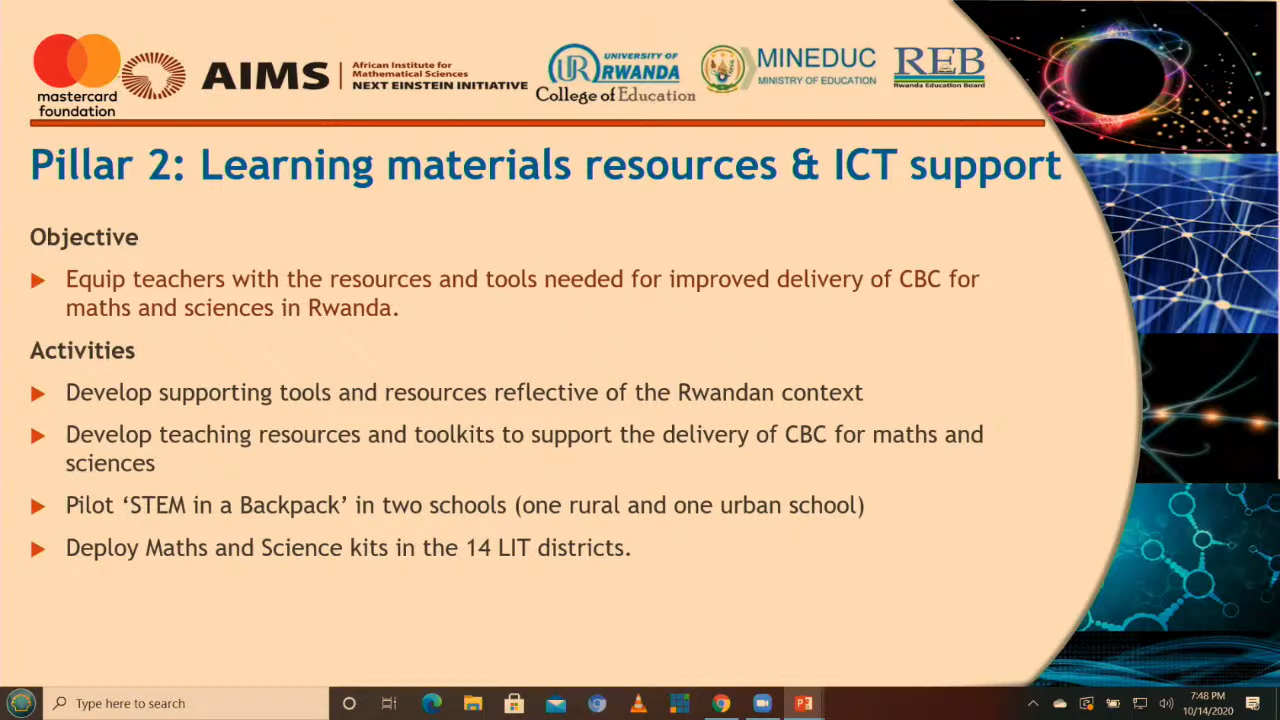 mastercard
foundation
AIMS
African Institute for
Mathematical Sciences
NEXT EINSTEIN INITIATIVE
UR
UNIVERSITY of
RWANDA
College of Education
MINEDUC
MINISTRY OF EDUCATION
REB
Rwanda Education Board
Pillar 2: Learning materials resources & ICT support
Objective
Equip teachers with the resources and tools needed for improved delivery of CBC for
maths and sciences in Rwanda.
Activities
Develop supporting tools and resources reflective of the Rwandan context
Develop teaching resources and toolkits to support the delivery of CBC for maths and
sciences
Pilot ‘STEM in a Backpack’ in two schools (one rural and one urban school)
Deploy Maths and Science kits in the 14 LIT districts.
Type here to search
7:48 PM
10/14/2020